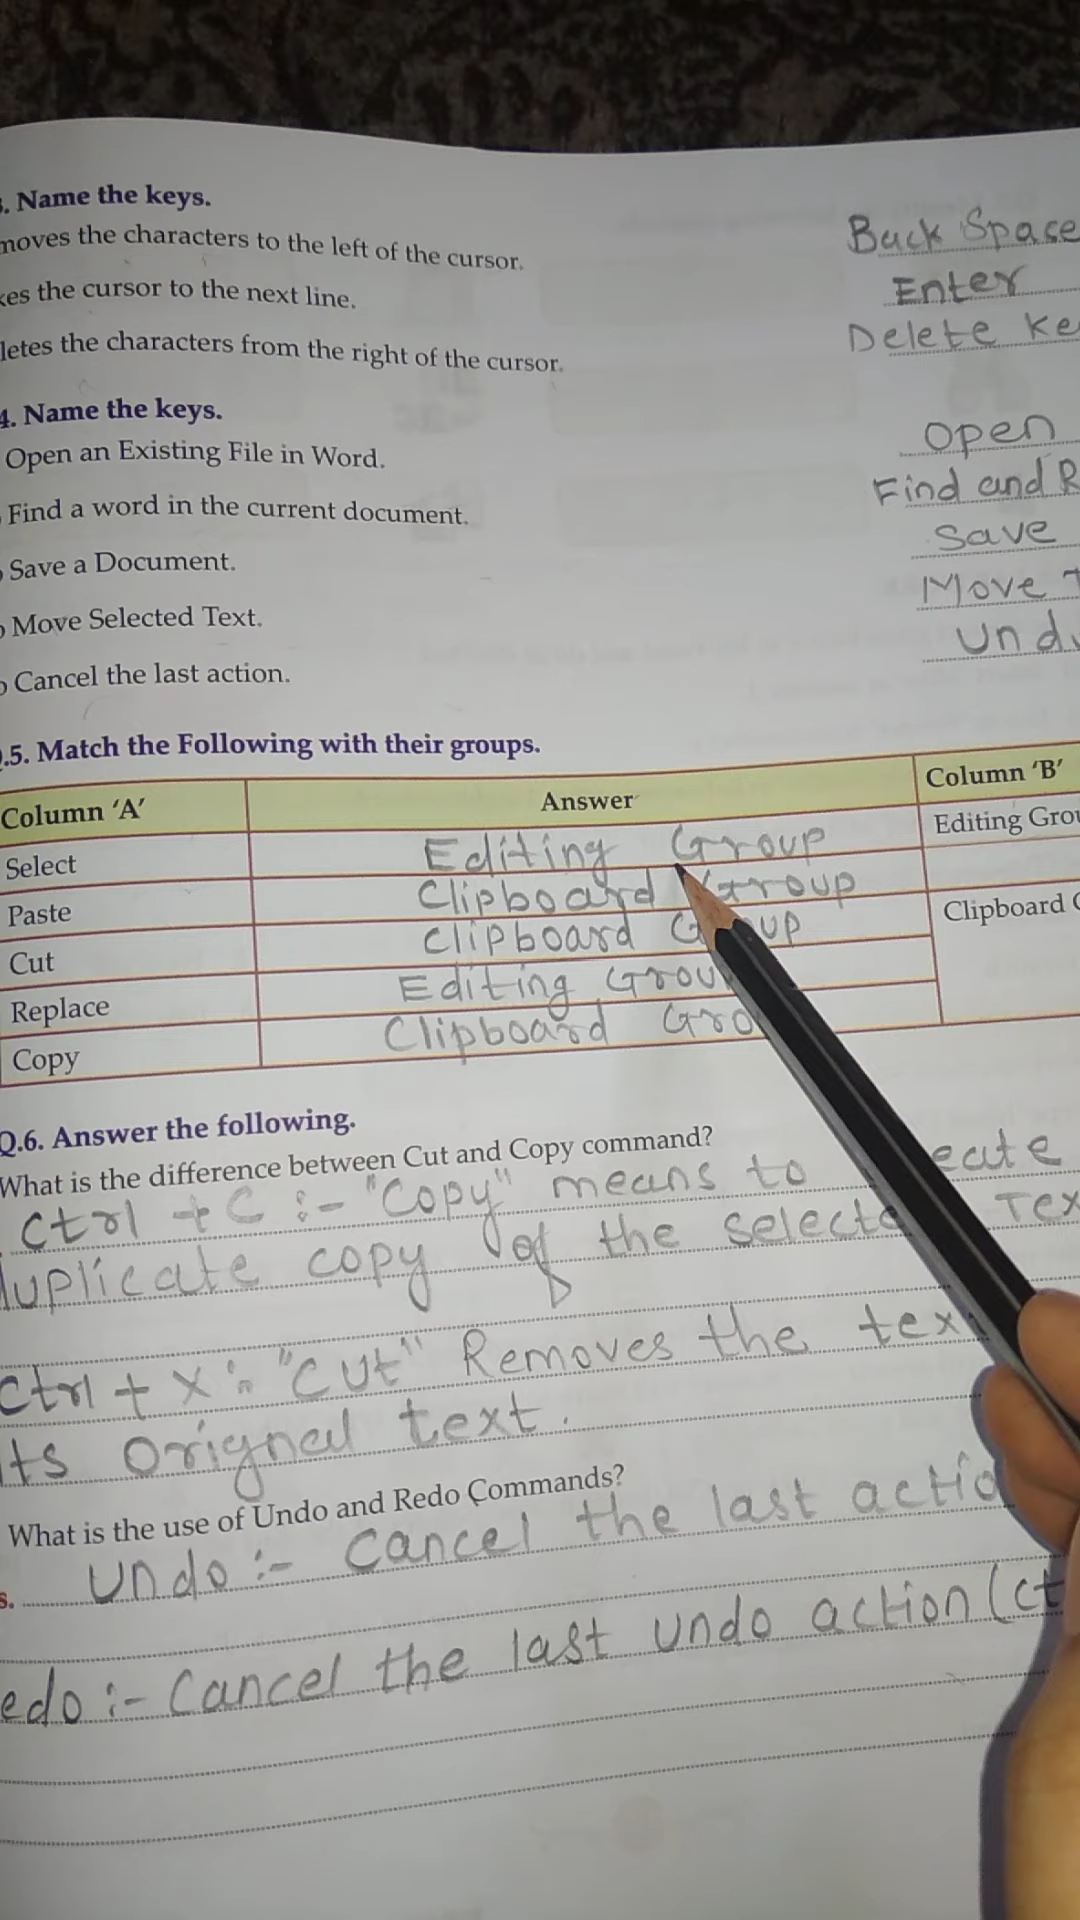 . Name the keys.
moves the characters to the left of the cursor. Back Space
kes the cursor to the next line. Enter
letes the characters from the right of the cursor. Delete Ke
4. Name the keys.
Open an Existing File in Word. Open
Find a word in the current document. Find and R
Save a Document. Save
Move Selected Text. Move T
Cancel the last action. Und
.5. Match the Following with their groups.
Column 'A' Answer Column 'B'
Select Editing Group Editing Grou
Paste Clipboard Group
Cut Clipboard G up Clipboard G
Replace Editing Grou
Copy Clipboard Gro
Q.6. Answer the following.
What is the difference between Cut and Copy command?
Ctrl + C :- "Copy" means to eate
duplicate copy of the selecte Tex
Ctrl + X :- "Cut" Removes the tex
its orignal text.
What is the use of Undo and Redo Commands?
s. Undo :- Cancel the last actio
edo :- Cancel the last undo action (ct